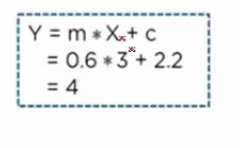 Y = m * X + c
= 0.6 * 3 + 2.2
= 4